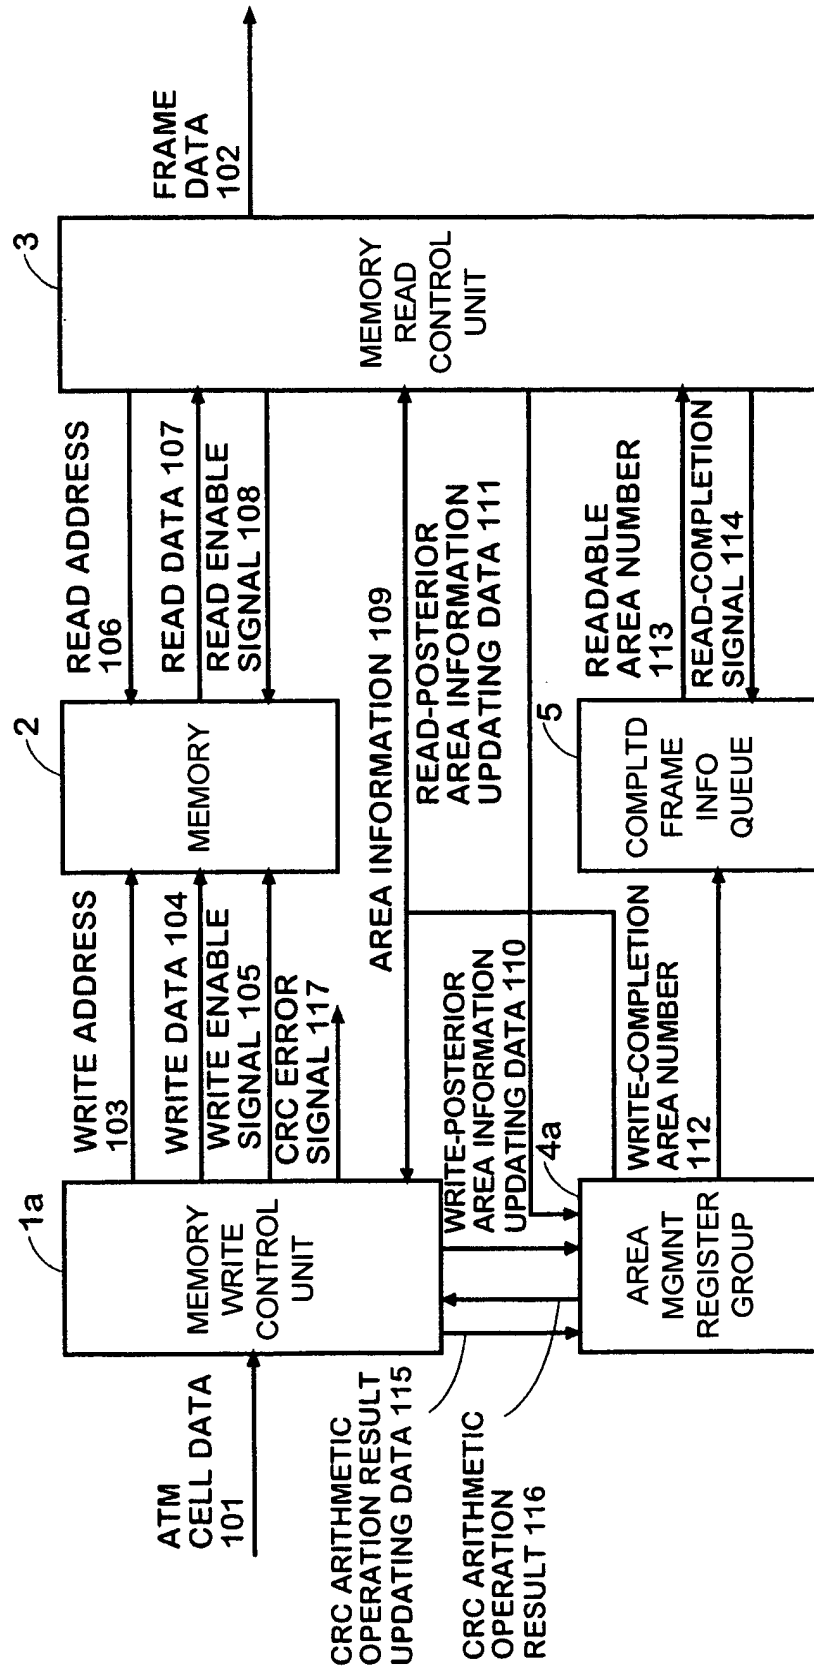 ATM
CELL DATA
101
1a
MEMORY
WRITE
CONTROL
UNIT
WRITE ADDRESS
103
WRITE DATA 104
WRITE ENABLE
SIGNAL 105
CRC ERROR
SIGNAL 117
2
MEMORY
READ ADDRESS
106
READ DATA 107
READ ENABLE
SIGNAL 108
3
MEMORY
READ
CONTROL
UNIT
FRAME
DATA
102
AREA INFORMATION 109
READ-POSTERIOR
AREA INFORMATION
UPDATING DATA 111
WRITE-POSTERIOR
AREA INFORMATION
UPDATING DATA 110
CRC ARITHMETIC
OPERATION RESULT
UPDATING DATA 115
CRC ARITHMETIC
OPERATION
RESULT 116
4a
AREA
MGMNT
REGISTER
GROUP
WRITE-COMPLETION
AREA NUMBER
112
5
COMPLTD
FRAME
INFO
QUEUE
READABLE
AREA NUMBER
113
READ-COMPLETION
SIGNAL 114